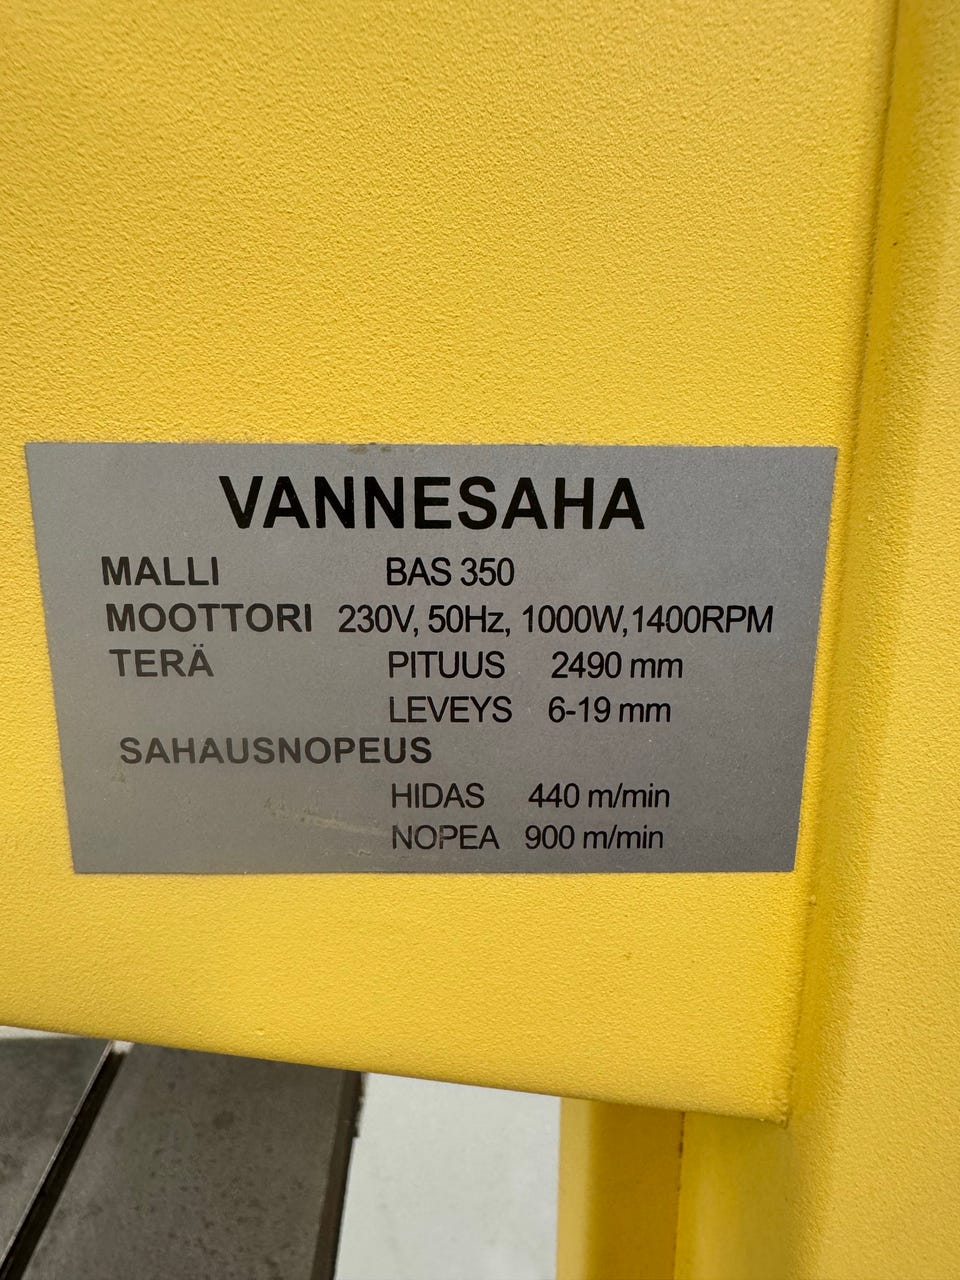 VANNESAHA
MALLI BAS 350
MOOTTORI 230V, 50Hz, 1000W,1400RPM
TERÄ PITUUS 2490 mm
LEVEYS 6-19 mm
SAHAUSNOPEUS
HIDAS 440 m/min
NOPEA 900 m/min